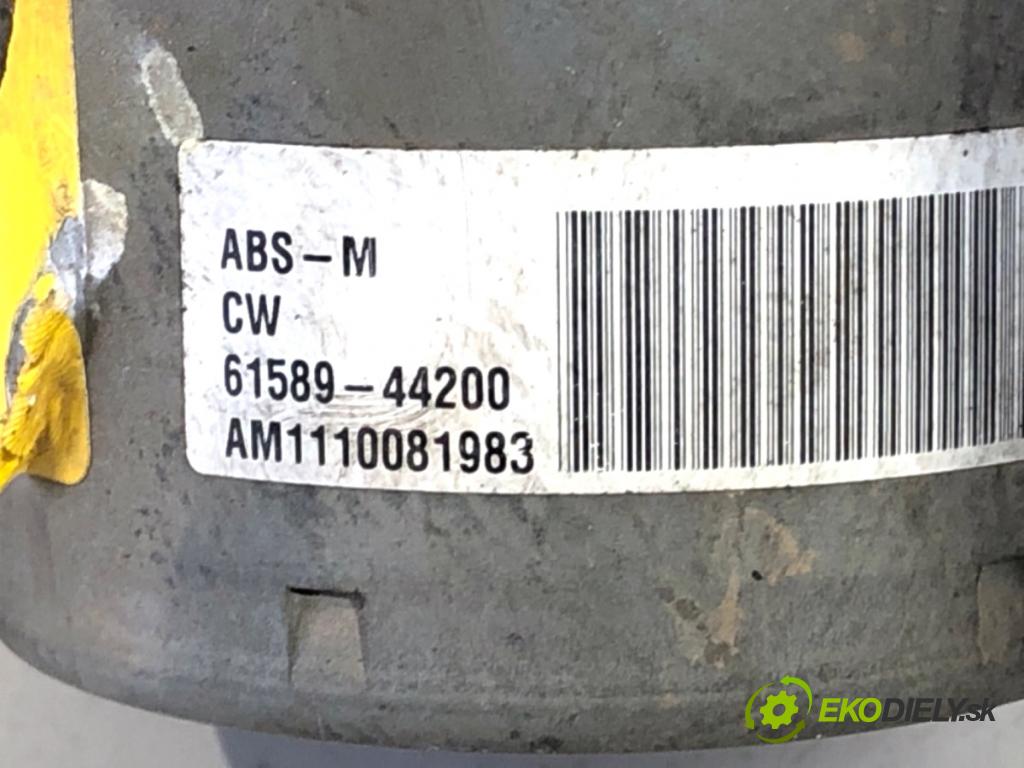 ABS-M
CW
61589-44200
AM1110081983
EKODIELY.sk